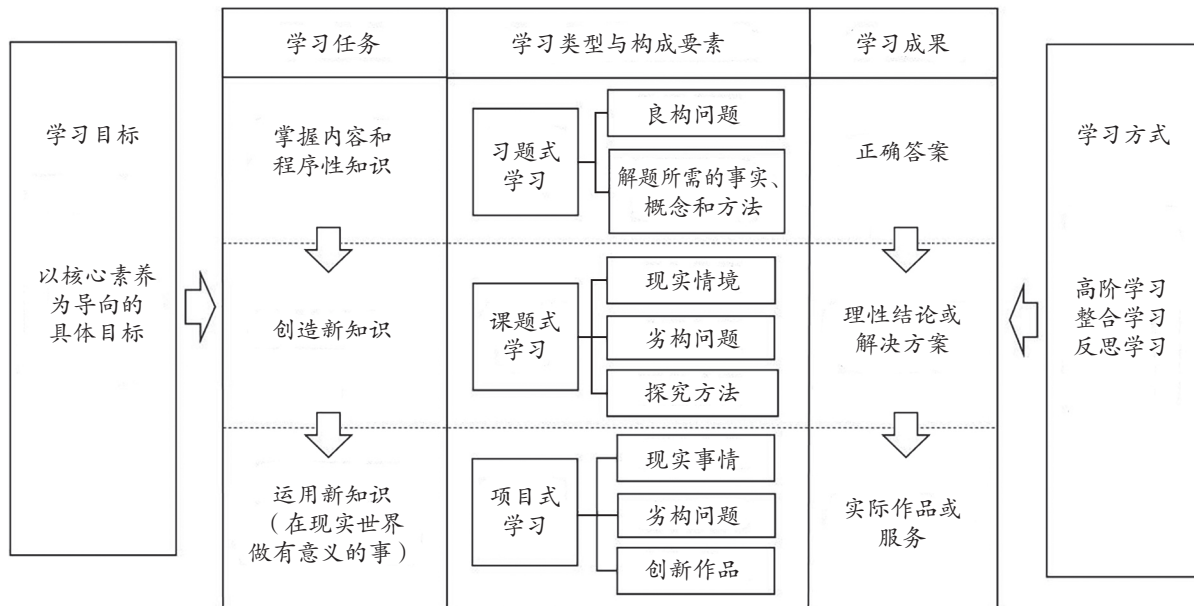 学习目标
以核心素养
为导向的
具体目标
学习任务
学习类型与构成要素
学习成果
掌握内容和
程序性知识
习题式
学习
良构问题
解题所需的事实、
概念和方法
正确答案
创造新知识
课题式
学习
现实情境
劣构问题
探究方法
理性结论或
解决方案
运用新知识
（在现实世界
做有意义的事）
项目式
学习
现实事情
劣构问题
创新作品
实际作品或
服务
学习方式
高阶学习
整合学习
反思学习